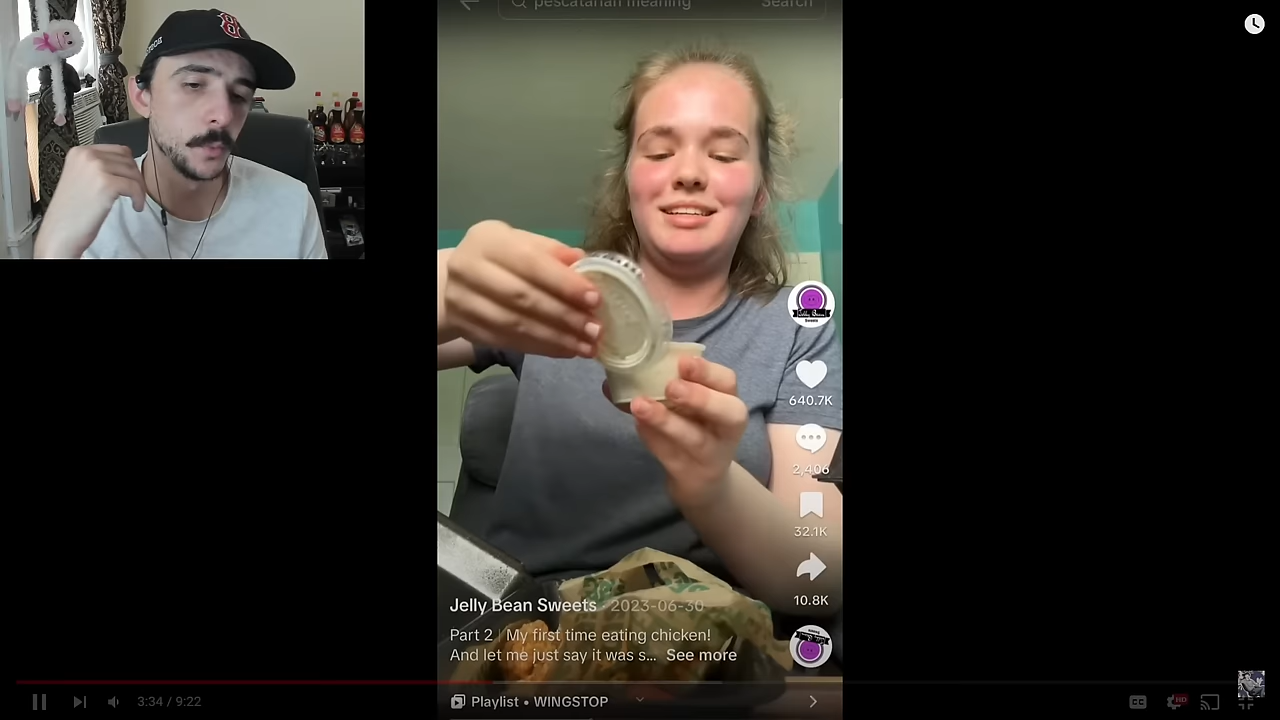 pescatarian meaning
Search
640.7K
2,406
32.1K
10.8K
Jelly Bean Sweets · 2023-06-30
Part 2 | My first time eating chicken!
And let me just say it was s... See more
Playlist • WINGSTOP
3:34 / 9:22
CC
HD